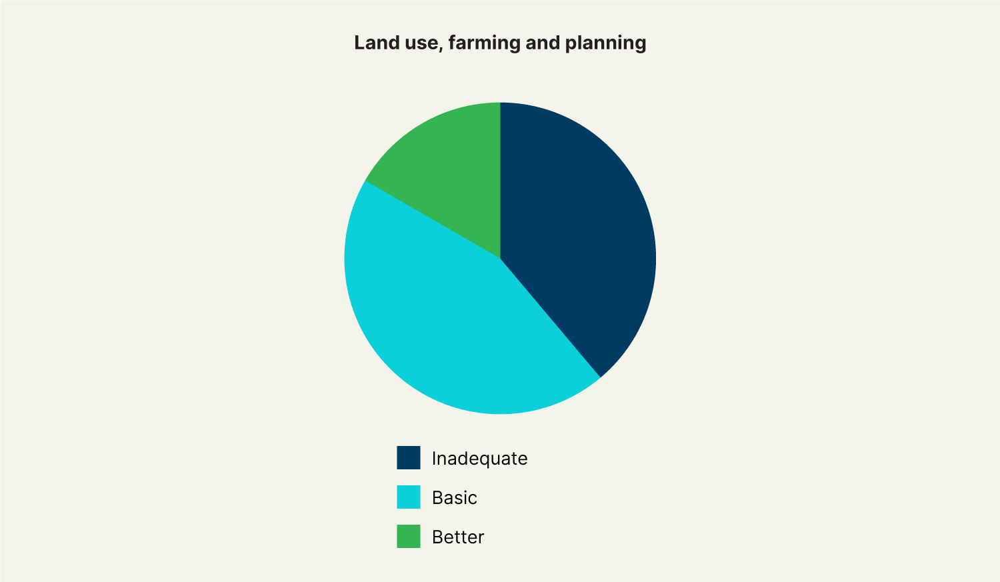 Land use, farming and planning
Inadequate
Basic
Better